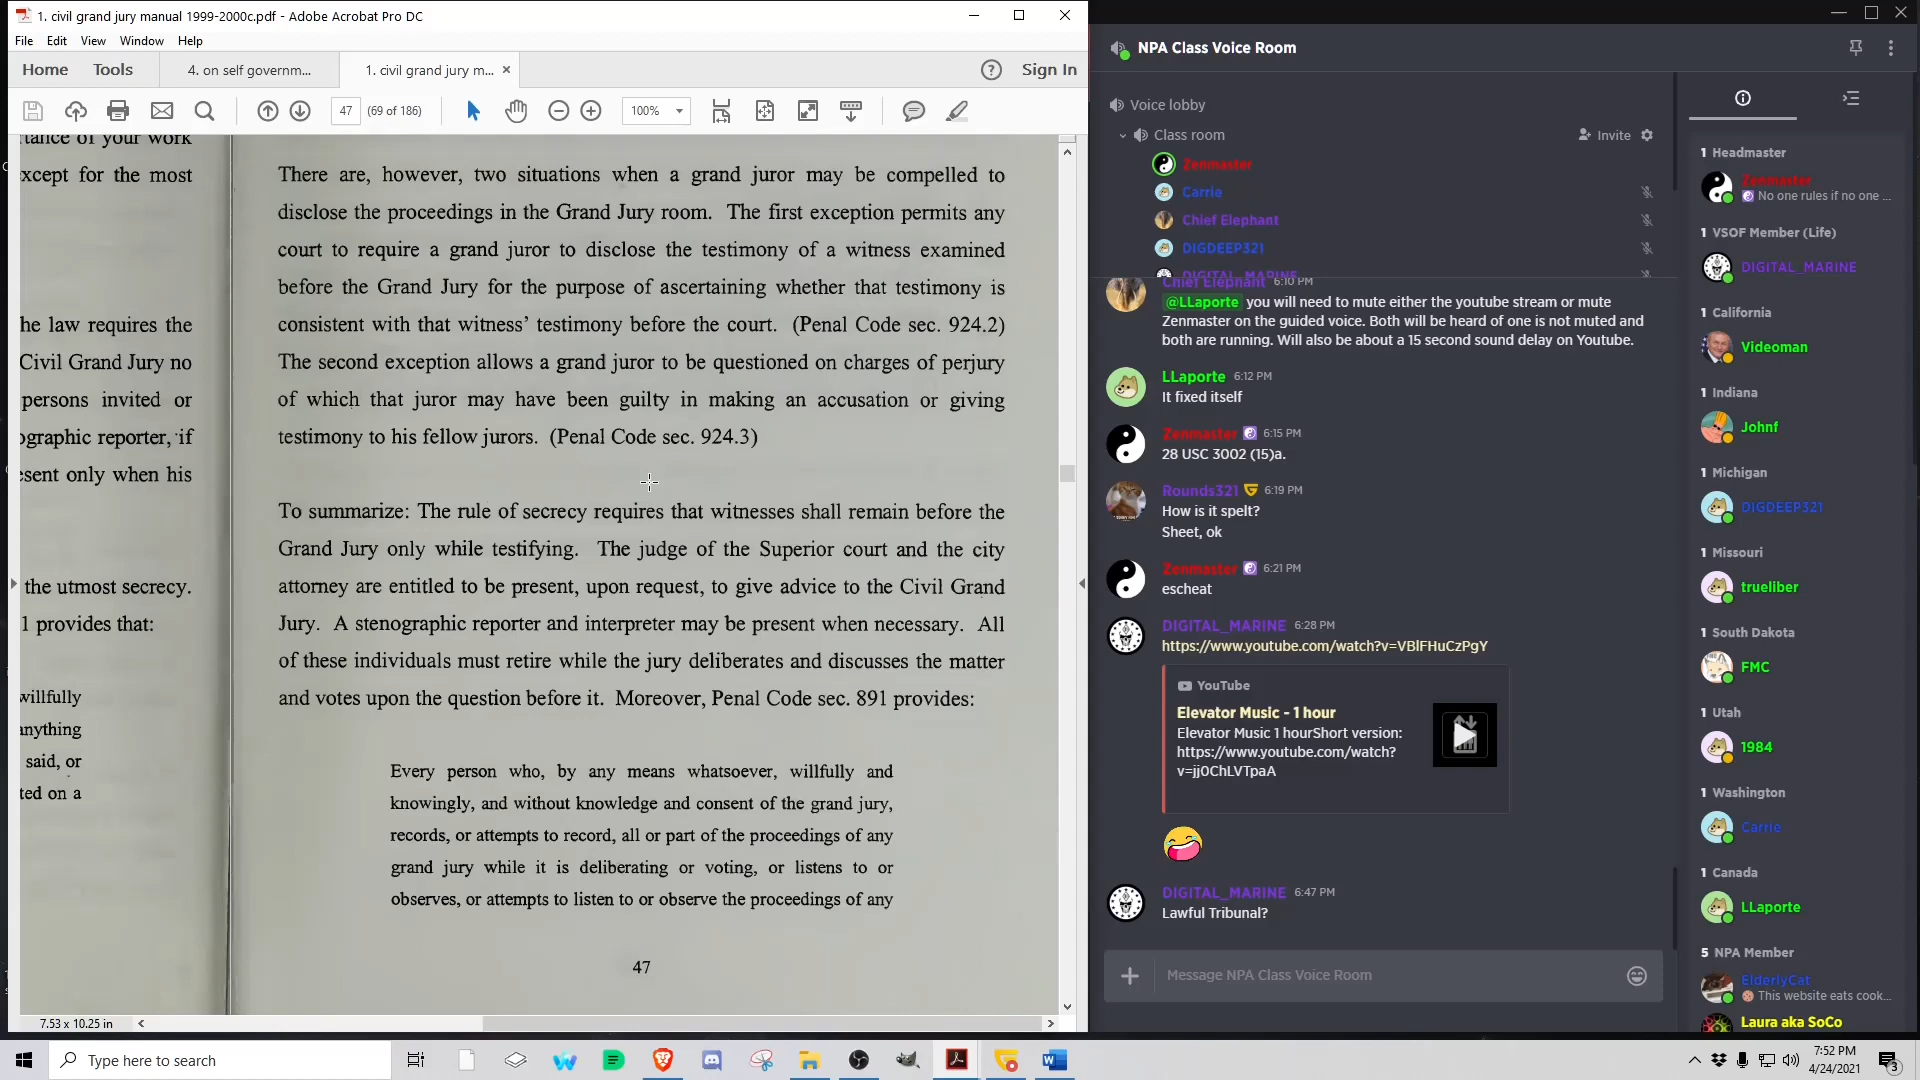 1. civil grand jury manual 1999-2000c.pdf - Adobe Acrobat Pro DC
File Edit View Window Help
Home Tools 4. on self governm... 1. civil grand jury m... Sign In
47 (69 of 186) 100%
tance of your work
except for the most
he law requires the
Civil Grand Jury no
persons invited or
ographic reporter, if
esent only when his
the utmost secrecy.
1 provides that:
willfully
anything
said, or
ted on a
There are, however, two situations when a grand juror may be compelled to
disclose the proceedings in the Grand Jury room. The first exception permits any
court to require a grand juror to disclose the testimony of a witness examined
before the Grand Jury for the purpose of ascertaining whether that testimony is
consistent with that witness' testimony before the court. (Penal Code sec. 924.2)
The second exception allows a grand juror to be questioned on charges of perjury
of which that juror may have been guilty in making an accusation or giving
testimony to his fellow jurors. (Penal Code sec. 924.3)
To summarize: The rule of secrecy requires that witnesses shall remain before the
Grand Jury only while testifying. The judge of the Superior court and the city
attorney are entitled to be present, upon request, to give advice to the Civil Grand
Jury. A stenographic reporter and interpreter may be present when necessary. All
of these individuals must retire while the jury deliberates and discusses the matter
and votes upon the question before it. Moreover, Penal Code sec. 891 provides:
Every person who, by any means whatsoever, willfully and
knowingly, and without knowledge and consent of the grand jury,
records, or attempts to record, all or part of the proceedings of any
grand jury while it is deliberating or voting, or listens to or
observes, or attempts to listen to or observe the proceedings of any
47
7.53 x 10.25 in
NPA Class Voice Room
Voice lobby
Class room Invite
Zenmaster
Carrie
Chief Elephant
DIGDEEP321
DIGITAL_MARINE
Chief Elephant 6:10 PM
@LLaporte you will need to mute either the youtube stream or mute
Zenmaster on the guided voice. Both will be heard of one is not muted and
both are running. Will also be about a 15 second sound delay on Youtube.
LLaporte 6:12 PM
It fixed itself
Zenmaster 6:15 PM
28 USC 3002 (15)a.
Rounds321 6:19 PM
How is it spelt?
Sheet, ok
Zenmaster 6:21 PM
escheat
DIGITAL_MARINE 6:28 PM
https://www.youtube.com/watch?v=VBlFHuCzPgY
YouTube
Elevator Music - 1 hour
Elevator Music 1 hourShort version:
https://www.youtube.com/watch?
v=jj0ChLVTpaA
DIGITAL_MARINE 6:47 PM
Lawful Tribunal?
Message NPA Class Voice Room
1 Headmaster
Zenmaster
No one rules if no one ...
1 VSOF Member (Life)
DIGITAL_MARINE
1 California
Videoman
1 Indiana
Johnf
1 Michigan
DIGDEEP321
1 Missouri
trueliber
1 South Dakota
FMC
1 Utah
1984
1 Washington
Carrie
1 Canada
LLaporte
5 NPA Member
ElderlyCat
This website eats cook...
Laura aka SoCo
Type here to search
7:52 PM
4/24/2021
3